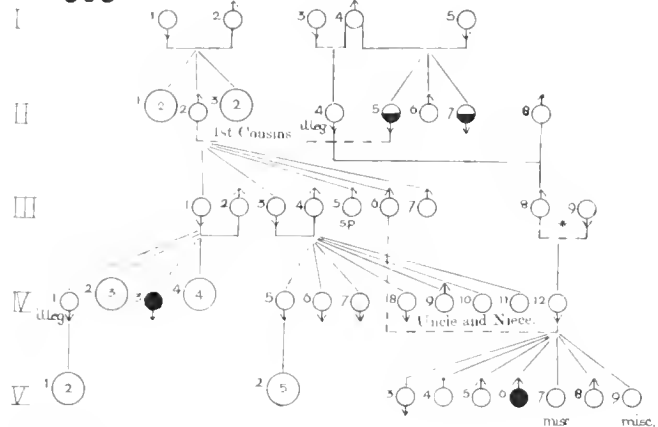 I 1 2 3 4 5
II 1 2 2 3 2 4 5 6 7 8
illeg
1st Cousins
III 1 2 3 4 5 6 7 8 9
s.p. *
IV 1 2 3 3 4 4 5 6 7 8 9 10 11 12
illeg Uncle and Niece.
V 1 2 2 5 3 4 5 6 7 8 9
misc misc.